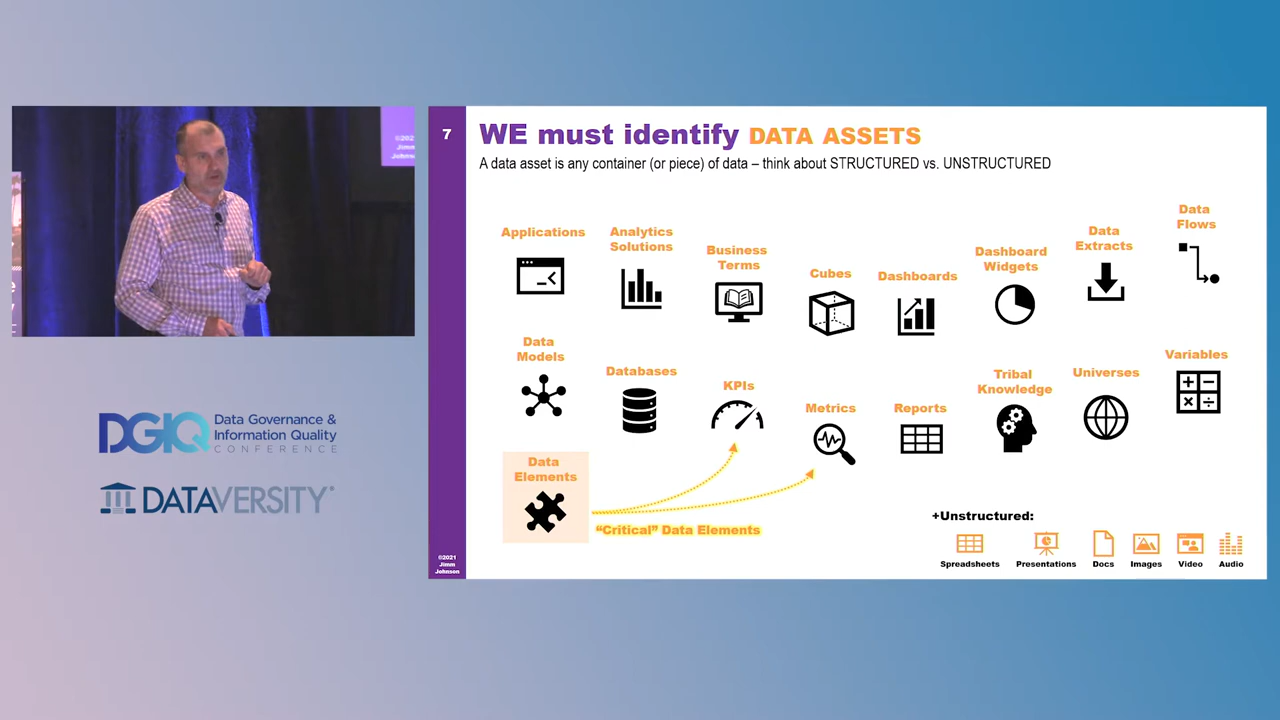 ©2021
Jimm
Johnson
DGIQ
Data Governance &
Information Quality
CONFERENCE
DATAVERSITY
7
WE must identify DATA ASSETS
A data asset is any container (or piece) of data – think about STRUCTURED vs. UNSTRUCTURED
Applications
Analytics
Solutions
Business
Terms
Cubes
Dashboards
Dashboard
Widgets
Data
Extracts
Data
Flows
Data
Models
Databases
KPIs
Metrics
Reports
Tribal
Knowledge
Universes
Variables
Data
Elements
“Critical” Data Elements
+Unstructured:
Spreadsheets
Presentations
Docs
Images
Video
Audio
©2021
Jimm
Johnson